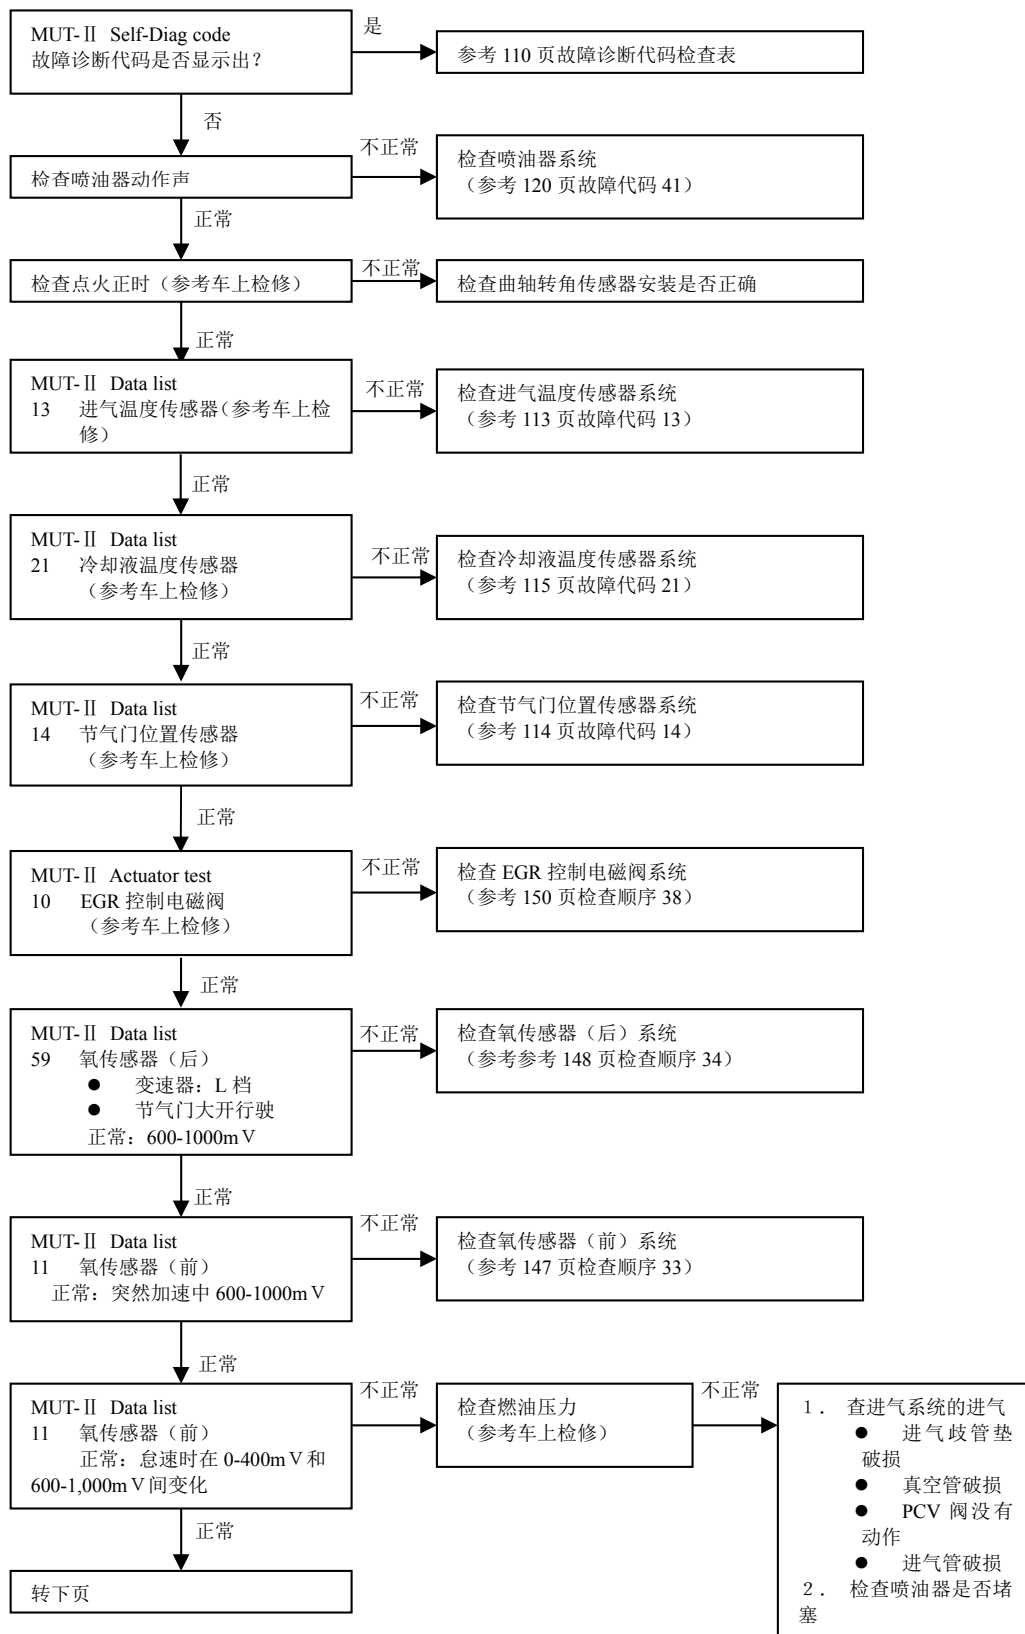 MUT-Ⅱ Self-Diag code
故障诊断代码是否显示出？
是
参考 110 页故障诊断代码检查表
否
检查喷油器动作声
不正常
检查喷油器系统
（参考 120 页故障代码 41）
正常
检查点火正时（参考车上检修）
不正常
检查曲轴转角传感器安装是否正确
正常
MUT-Ⅱ Data list
13 进气温度传感器(参考车上检
修）
不正常
检查进气温度传感器系统
（参考 113 页故障代码 13）
正常
MUT-Ⅱ Data list
21 冷却液温度传感器
（参考车上检修）
不正常
检查冷却液温度传感器系统
（参考 115 页故障代码 21）
正常
MUT-Ⅱ Data list
14 节气门位置传感器
（参考车上检修）
不正常
检查节气门位置传感器系统
（参考 114 页故障代码 14）
正常
MUT-Ⅱ Actuator test
10 EGR 控制电磁阀
（参考车上检修）
不正常
检查 EGR 控制电磁阀系统
（参考 150 页检查顺序 38）
正常
MUT-Ⅱ Data list
59 氧传感器（后）
● 变速器：L 档
● 节气门大开行驶
正常：600-1000mＶ
不正常
检查氧传感器（后）系统
（参考参考 148 页检查顺序 34）
正常
MUT-Ⅱ Data list
11 氧传感器（前）
正常：突然加速中 600-1000mＶ
不正常
检查氧传感器（前）系统
（参考 147 页检查顺序 33）
正常
MUT-Ⅱ Data list
11 氧传感器（前）
正常：怠速时在 0-400mＶ和
600-1,000mＶ间变化
不正常
检查燃油压力
（参考车上检修）
不正常
１． 查进气系统的进气
● 进气歧管垫
破损
● 真空管破损
● PCV 阀没有
动作
● 进气管破损
２． 检查喷油器是否堵
塞
正常
转下页